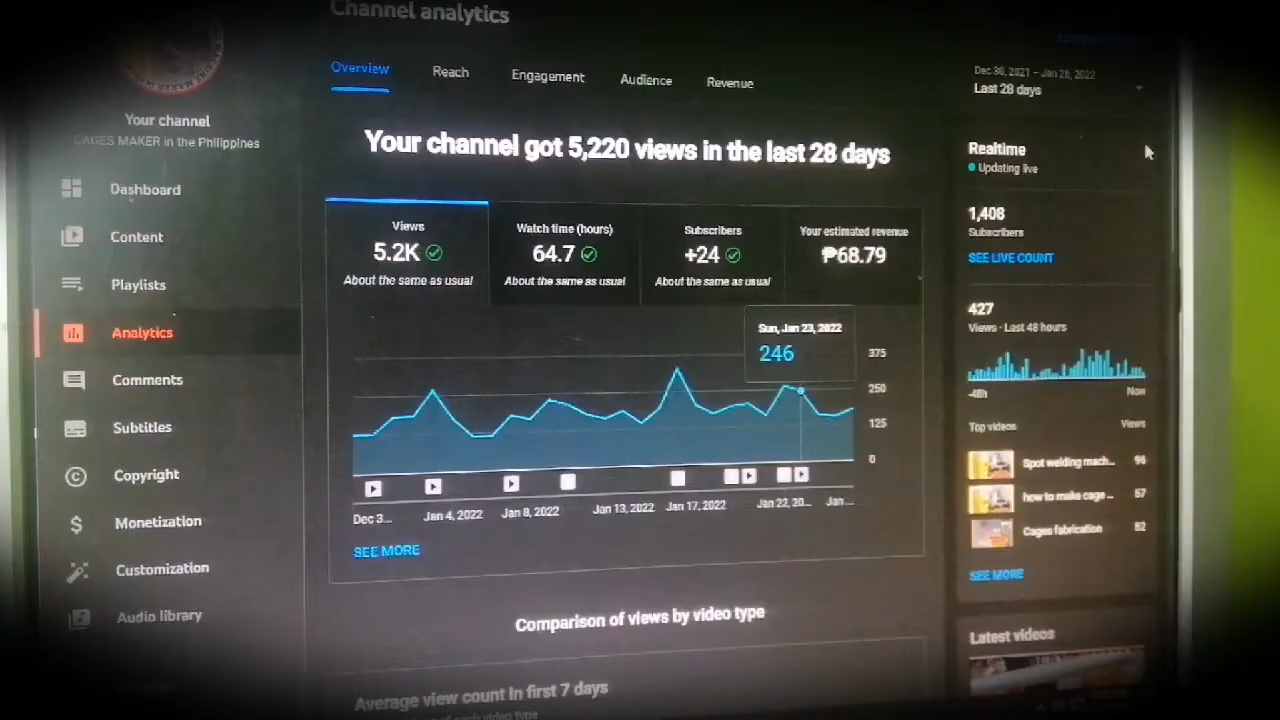 Channel analytics
Overview
Reach
Engagement
Audience
Revenue
Dec 30, 2021 – Jan 26, 2022
Last 28 days
Your channel
CAGES MAKER in the Philippines
Dashboard
Content
Playlists
Analytics
Comments
Subtitles
Copyright
Monetization
Customization
Audio library
Your channel got 5,220 views in the last 28 days
Views
5.2K
About the same as usual
Watch time (hours)
64.7
About the same as usual
Subscribers
+24
About the same as usual
Your estimated revenue
₱68.79
Sun, Jan 23, 2022
246
375
250
125
0
Dec 3...
Jan 4, 2022
Jan 8, 2022
Jan 13, 2022
Jan 17, 2022
Jan 22, 20...
Jan ...
SEE MORE
Comparison of views by video type
Average view count in first 7 days
Realtime
Updating live
1,408
Subscribers
SEE LIVE COUNT
427
Views · Last 48 hours
-48h
Now
Top videos
Views
Spot welding mach...
96
how to make cage ...
57
Cages fabrication
52
SEE MORE
Latest videos